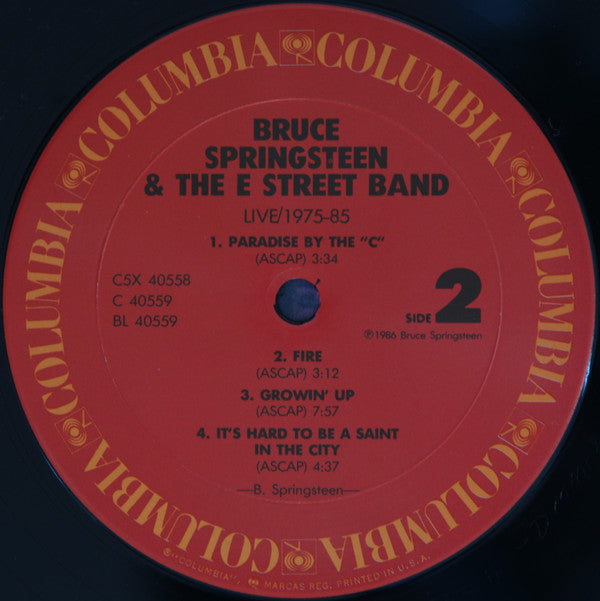 COLUMBIA COLUMBIA COLUMBIA COLUMBIA COLUMBIA COLUMBIA
BRUCE
SPRINGSTEEN
& THE E STREET BAND
LIVE/1975-85
1. PARADISE BY THE "C"
(ASCAP) 3:34
C5X 40558
C 40559
BL 40559
SIDE 2
℗1986 Bruce Springsteen
2. FIRE
(ASCAP) 3:12
3. GROWIN' UP
(ASCAP) 7:57
4. IT'S HARD TO BE A SAINT
IN THE CITY
(ASCAP) 4:37
—B. Springsteen—
®"COLUMBIA", MARCAS REG. PRINTED IN U.S.A.